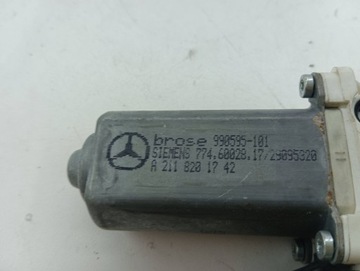 brose 990595-101
SIEMENS 774.60028.17/29095320
A 211 820 17 42